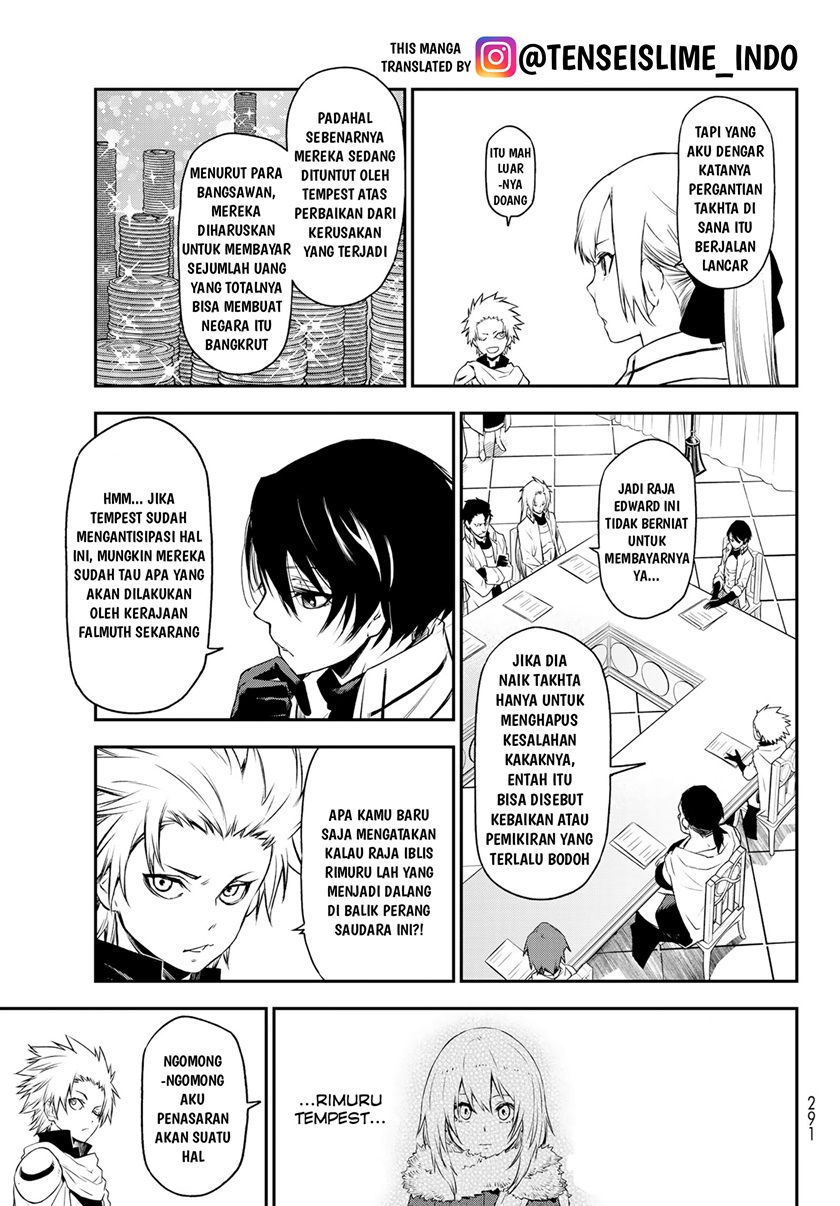 THIS MANGA
TRANSLATED BY
@TENSEISLIME_INDO
TAPI YANG
AKU DENGAR
KATANYA
PERGANTIAN
TAKHTA DI
SANA ITU
BERJALAN
LANCAR
ITU MAH
LUAR
-NYA
DOANG
PADAHAL
SEBENARNYA
MEREKA SEDANG
DITUNTUT OLEH
TEMPEST ATAS
PERBAIKAN DARI
KERUSAKAN
YANG TERJADI
MENURUT PARA
BANGSAWAN,
MEREKA
DIHARUSKAN
UNTUK MEMBAYAR
SEJUMLAH UANG
YANG TOTALNYA
BISA MEMBUAT
NEGARA ITU
BANGKRUT
JADI RAJA
EDWARD INI
TIDAK BERNIAT
UNTUK
MEMBAYARNYA
YA...
JIKA DIA
NAIK TAKHTA
HANYA UNTUK
MENGHAPUS
KESALAHAN
KAKAKNYA,
ENTAH ITU
BISA DISEBUT
KEBAIKAN ATAU
PEMIKIRAN YANG
TERLALU BODOH
HMM... JIKA
TEMPEST SUDAH
MENGANTISIPASI HAL
INI, MUNGKIN MEREKA
SUDAH TAU APA YANG
AKAN DILAKUKAN
OLEH KERAJAAN
FALMUTH SEKARANG
APA KAMU BARU
SAJA MENGATAKAN
KALAU RAJA IBLIS
RIMURU LAH YANG
MENJADI DALANG
DI BALIK PERANG
SAUDARA INI?!
...RIMURU
TEMPEST...
NGOMONG
-NGOMONG
AKU
PENASARAN
AKAN SUATU
HAL
291